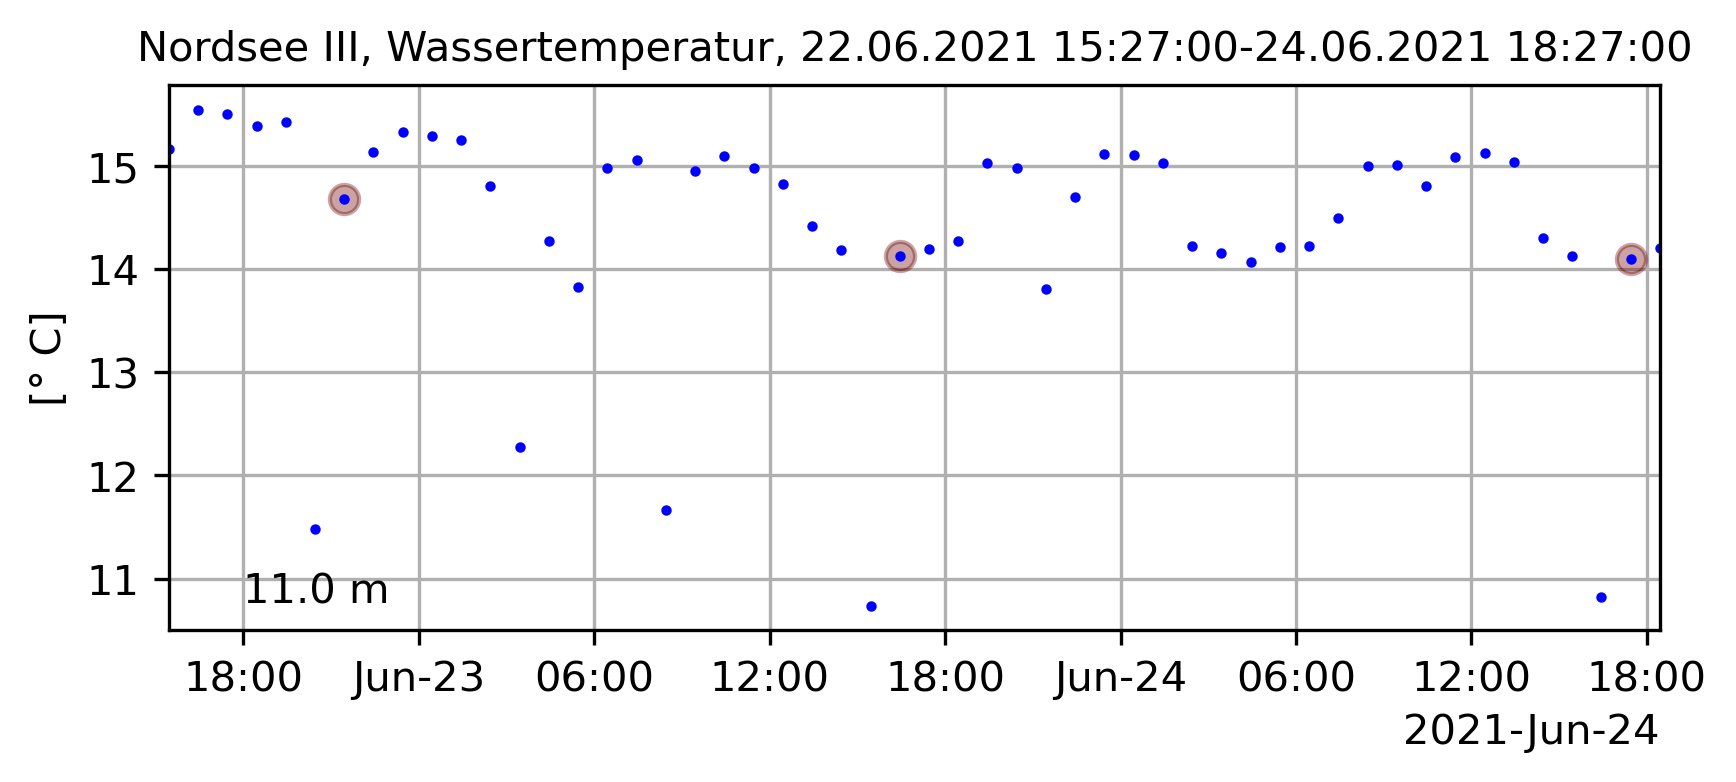 Nordsee III, Wassertemperatur, 22.06.2021 15:27:00-24.06.2021 18:27:00
15
14
13
12
11
[° C]
11.0 m
18:00 Jun-23 06:00 12:00 18:00 Jun-24 06:00 12:00 18:00
2021-Jun-24